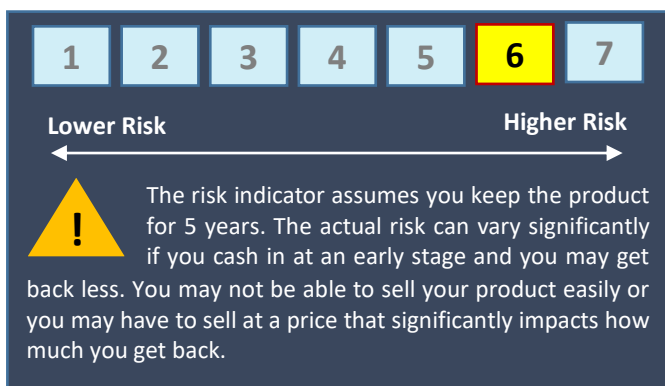 1 2 3 4 5 6 7
Lower Risk Higher Risk
!
The risk indicator assumes you keep the product
for 5 years. The actual risk can vary significantly
if you cash in at an early stage and you may get
back less. You may not be able to sell your product easily or
you may have to sell at a price that significantly impacts how
much you get back.